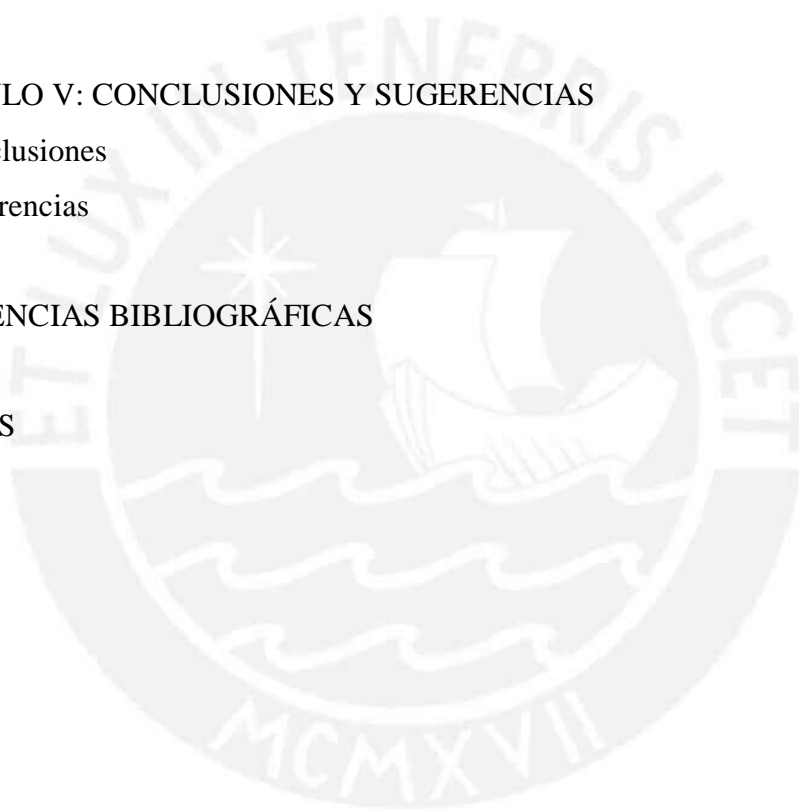 LO V: CONCLUSIONES Y SUGERENCIAS
clusiones
rencias
ENCIAS BIBLIOGRÁFICAS
S
ET LUX IN TENEBRIS LUCET
MCMXVII